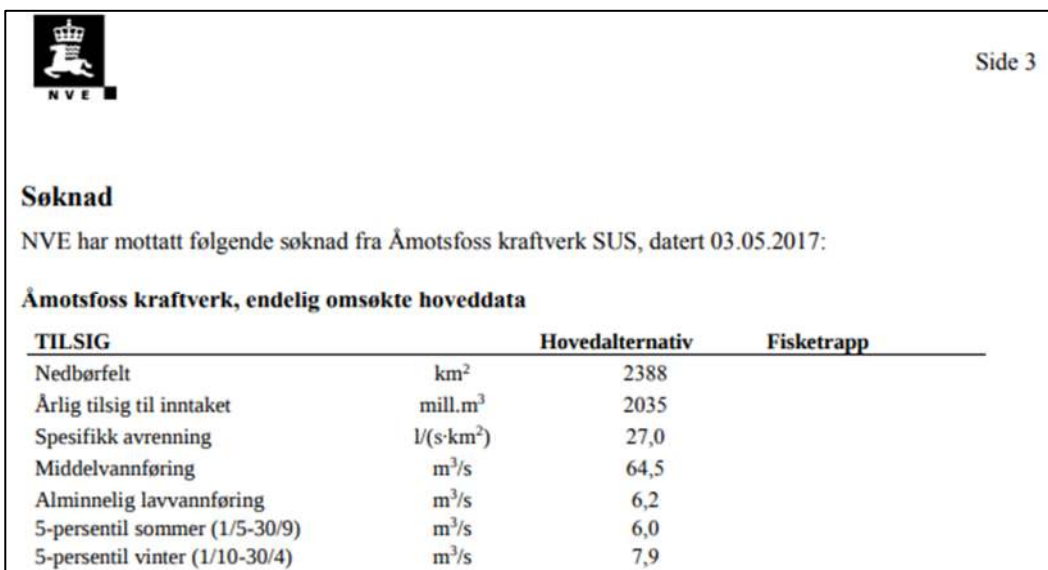 NVE
Side 3
Søknad
NVE har mottatt følgende søknad fra Åmotsfoss kraftverk SUS, datert 03.05.2017:
Åmotsfoss kraftverk, endelig omsøkte hoveddata
TILSIG Hovedalternativ Fisketrapp
Nedbørfelt km² 2388
Årlig tilsig til inntaket mill.m³ 2035
Spesifikk avrenning l/(s·km²) 27,0
Middelvannføring m³/s 64,5
Alminnelig lavvannføring m³/s 6,2
5-persentil sommer (1/5-30/9) m³/s 6,0
5-persentil vinter (1/10-30/4) m³/s 7,9